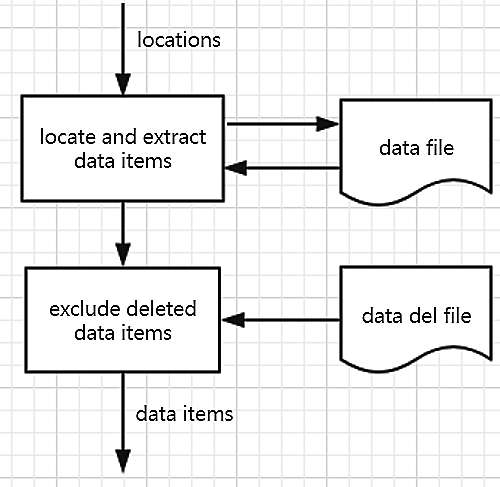 locations
locate and extract
data items
data file
exclude deleted
data items
data del file
data items